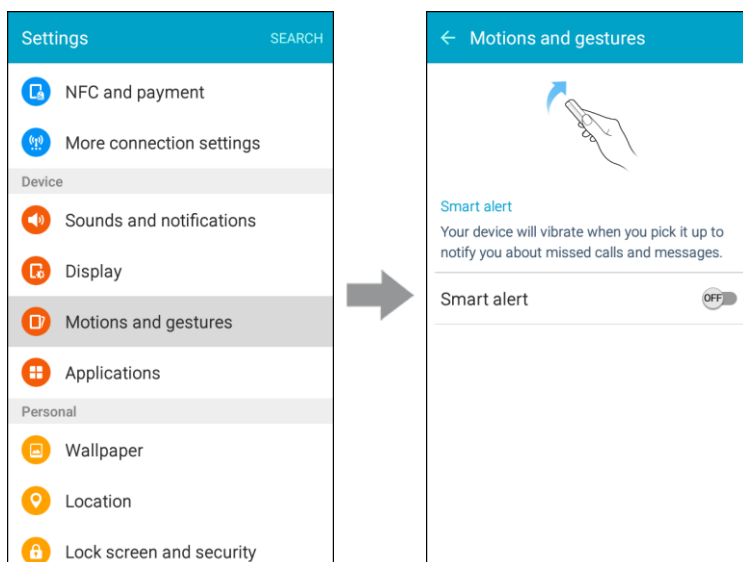 Settings
SEARCH
NFC and payment
More connection settings
Device
Sounds and notifications
Display
Motions and gestures
Applications
Personal
Wallpaper
Location
Lock screen and security
Motions and gestures
Smart alert
Your device will vibrate when you pick it up to
notify you about missed calls and messages.
Smart alert
OFF